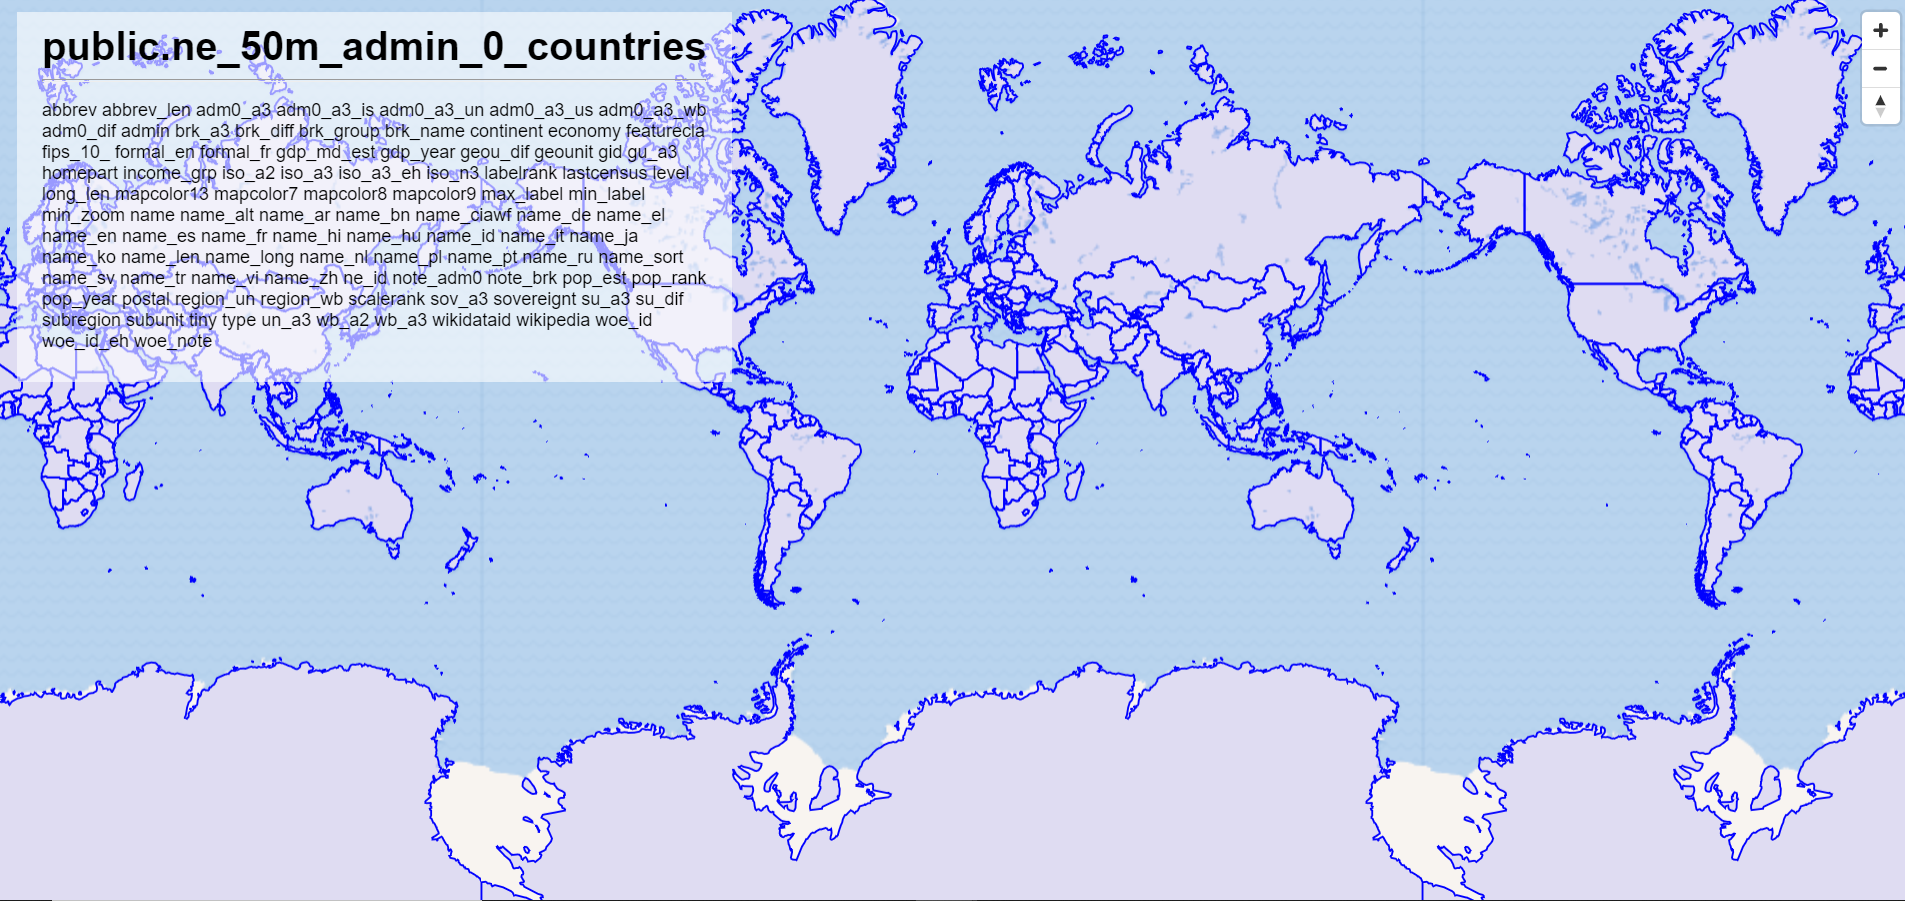 public.ne_50m_admin_0_countries
abbrev abbrev_len adm0_a3 adm0_a3_is adm0_a3_un adm0_a3_us adm0_a3_wb
adm0_dif admin brk_a3 brk_diff brk_group brk_name continent economy featurecla
fips_10_ formal_en formal_fr gdp_md_est gdp_year geou_dif geounit gid gu_a3
homepart income_grp iso_a2 iso_a3 iso_a3_eh iso_n3 labelrank lastcensus level
long_len mapcolor13 mapcolor7 mapcolor8 mapcolor9 max_label min_label
min_zoom name name_alt name_ar name_bn name_ciawf name_de name_el
name_en name_es name_fr name_hi name_hu name_id name_it name_ja
name_ko name_len name_long name_nl name_pl name_pt name_ru name_sort
name_sv name_tr name_vi name_zh ne_id note_adm0 note_brk pop_est pop_rank
pop_year postal region_un region_wb scalerank sov_a3 sovereignt su_a3 su_dif
subregion subunit tiny type un_a3 wb_a2 wb_a3 wikidataid wikipedia woe_id
woe_id_eh woe_note